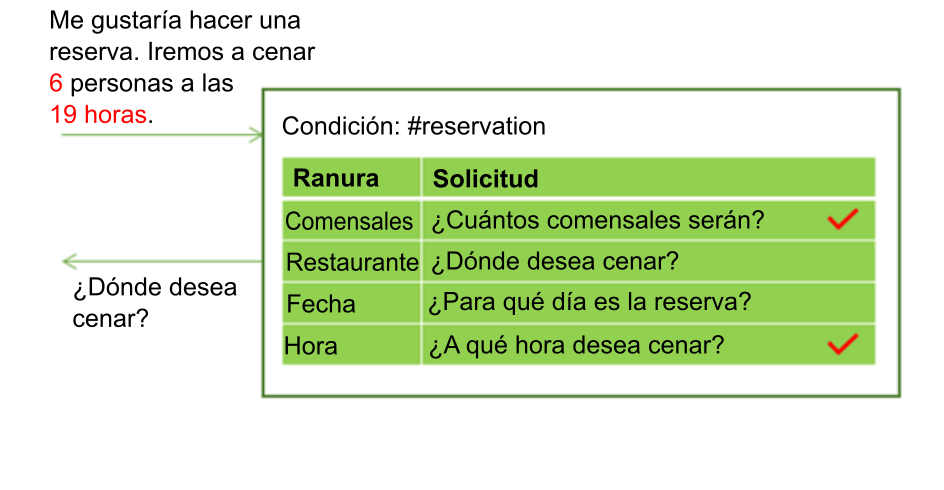 Me gustaría hacer una
reserva. Iremos a cenar
6 personas a las
19 horas.
Condición: #reservation
Ranura Solicitud
Comensales ¿Cuántos comensales serán?
Restaurante ¿Dónde desea cenar?
Fecha ¿Para qué día es la reserva?
Hora ¿A qué hora desea cenar?
¿Dónde desea
cenar?